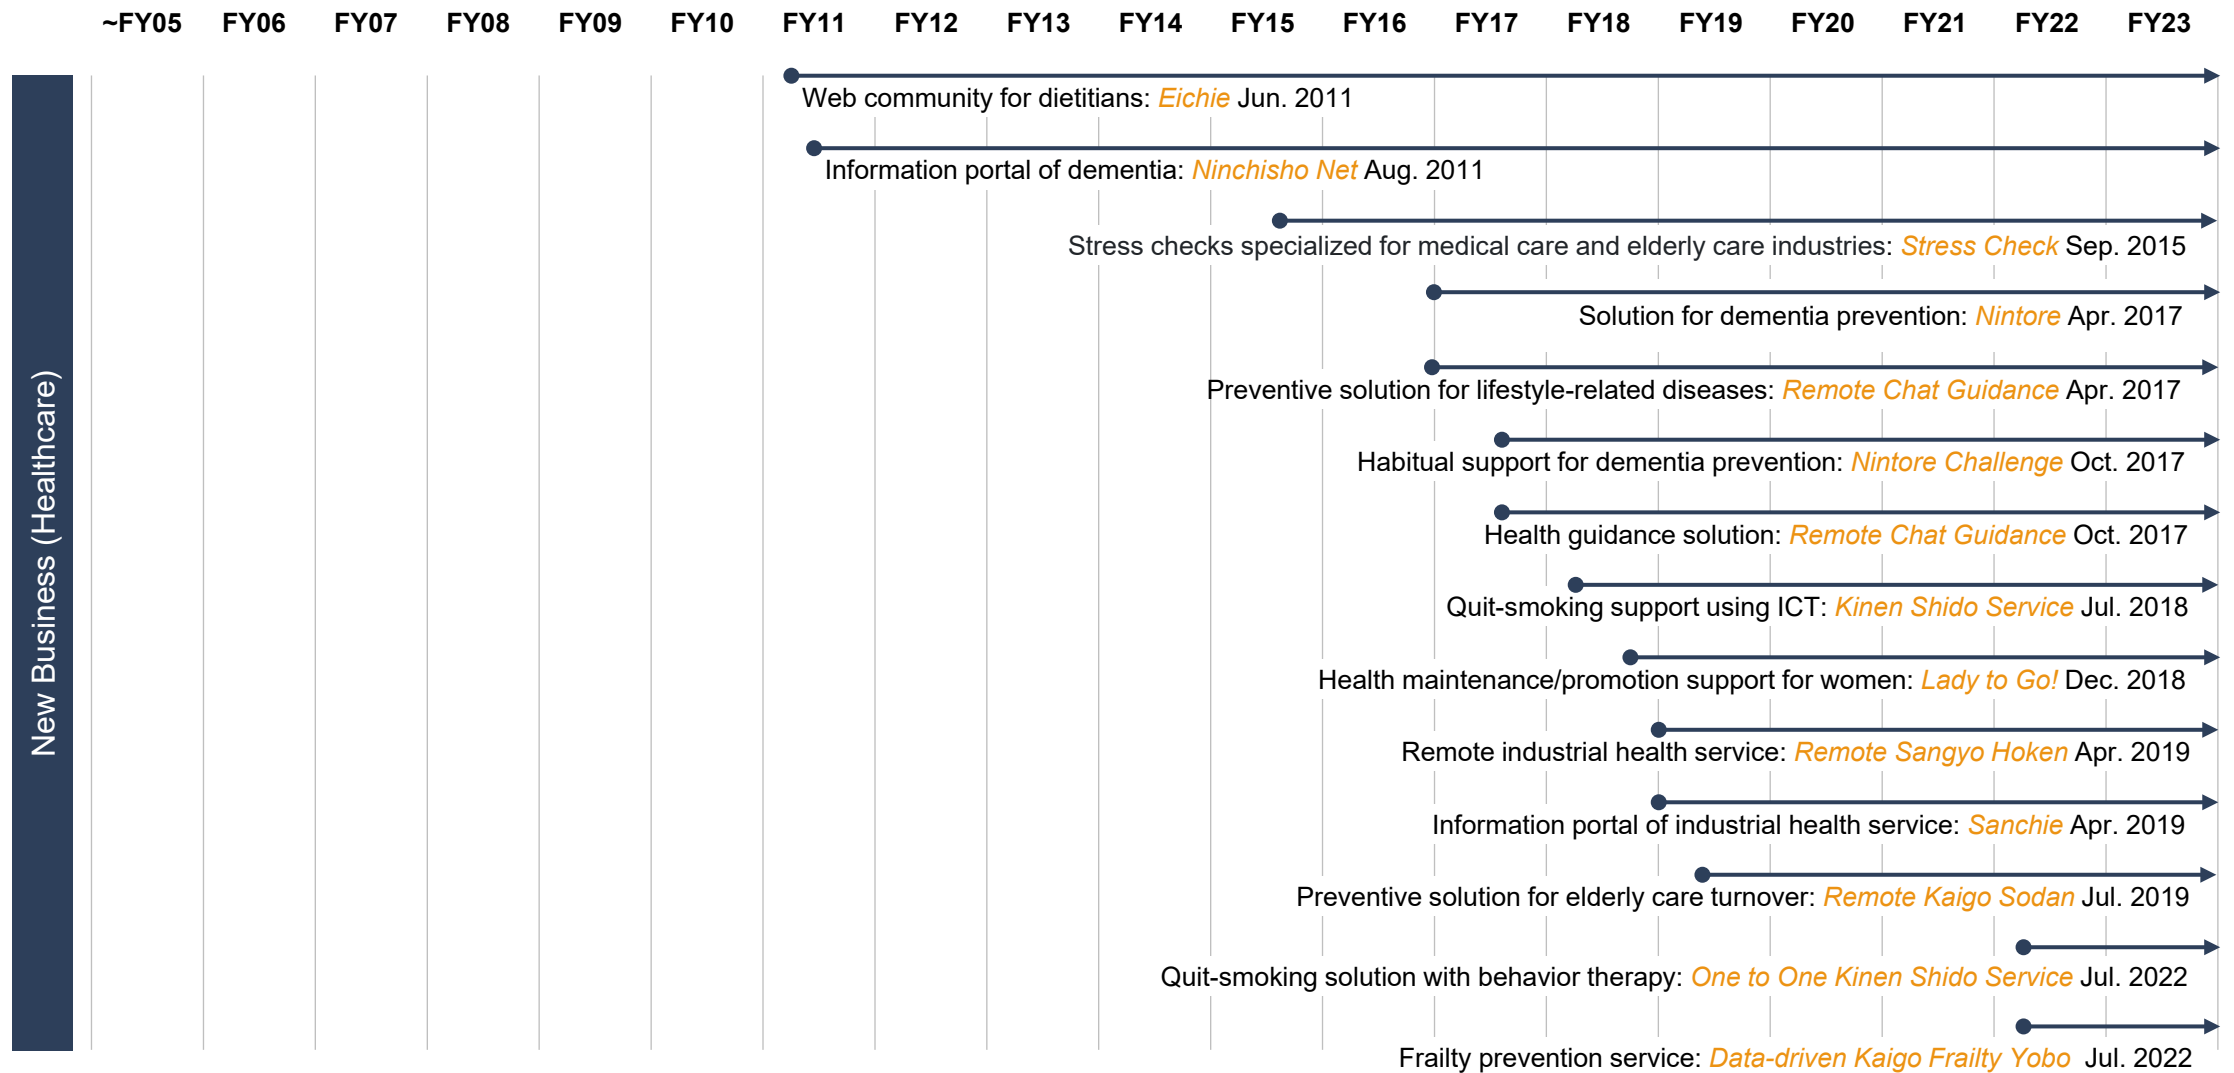 ~FY05 FY06 FY07 FY08 FY09 FY10 FY11 FY12 FY13 FY14 FY15 FY16 FY17 FY18 FY19 FY20 FY21 FY22 FY23
New Business (Healthcare)
Web community for dietitians: Eichie Jun. 2011
Information portal of dementia: Ninchisho Net Aug. 2011
Stress checks specialized for medical care and elderly care industries: Stress Check Sep. 2015
Solution for dementia prevention: Nintore Apr. 2017
Preventive solution for lifestyle-related diseases: Remote Chat Guidance Apr. 2017
Habitual support for dementia prevention: Nintore Challenge Oct. 2017
Health guidance solution: Remote Chat Guidance Oct. 2017
Quit-smoking support using ICT: Kinen Shido Service Jul. 2018
Health maintenance/promotion support for women: Lady to Go! Dec. 2018
Remote industrial health service: Remote Sangyo Hoken Apr. 2019
Information portal of industrial health service: Sanchie Apr. 2019
Preventive solution for elderly care turnover: Remote Kaigo Sodan Jul. 2019
Quit-smoking solution with behavior therapy: One to One Kinen Shido Service Jul. 2022
Frailty prevention service: Data-driven Kaigo Frailty Yobo Jul. 2022